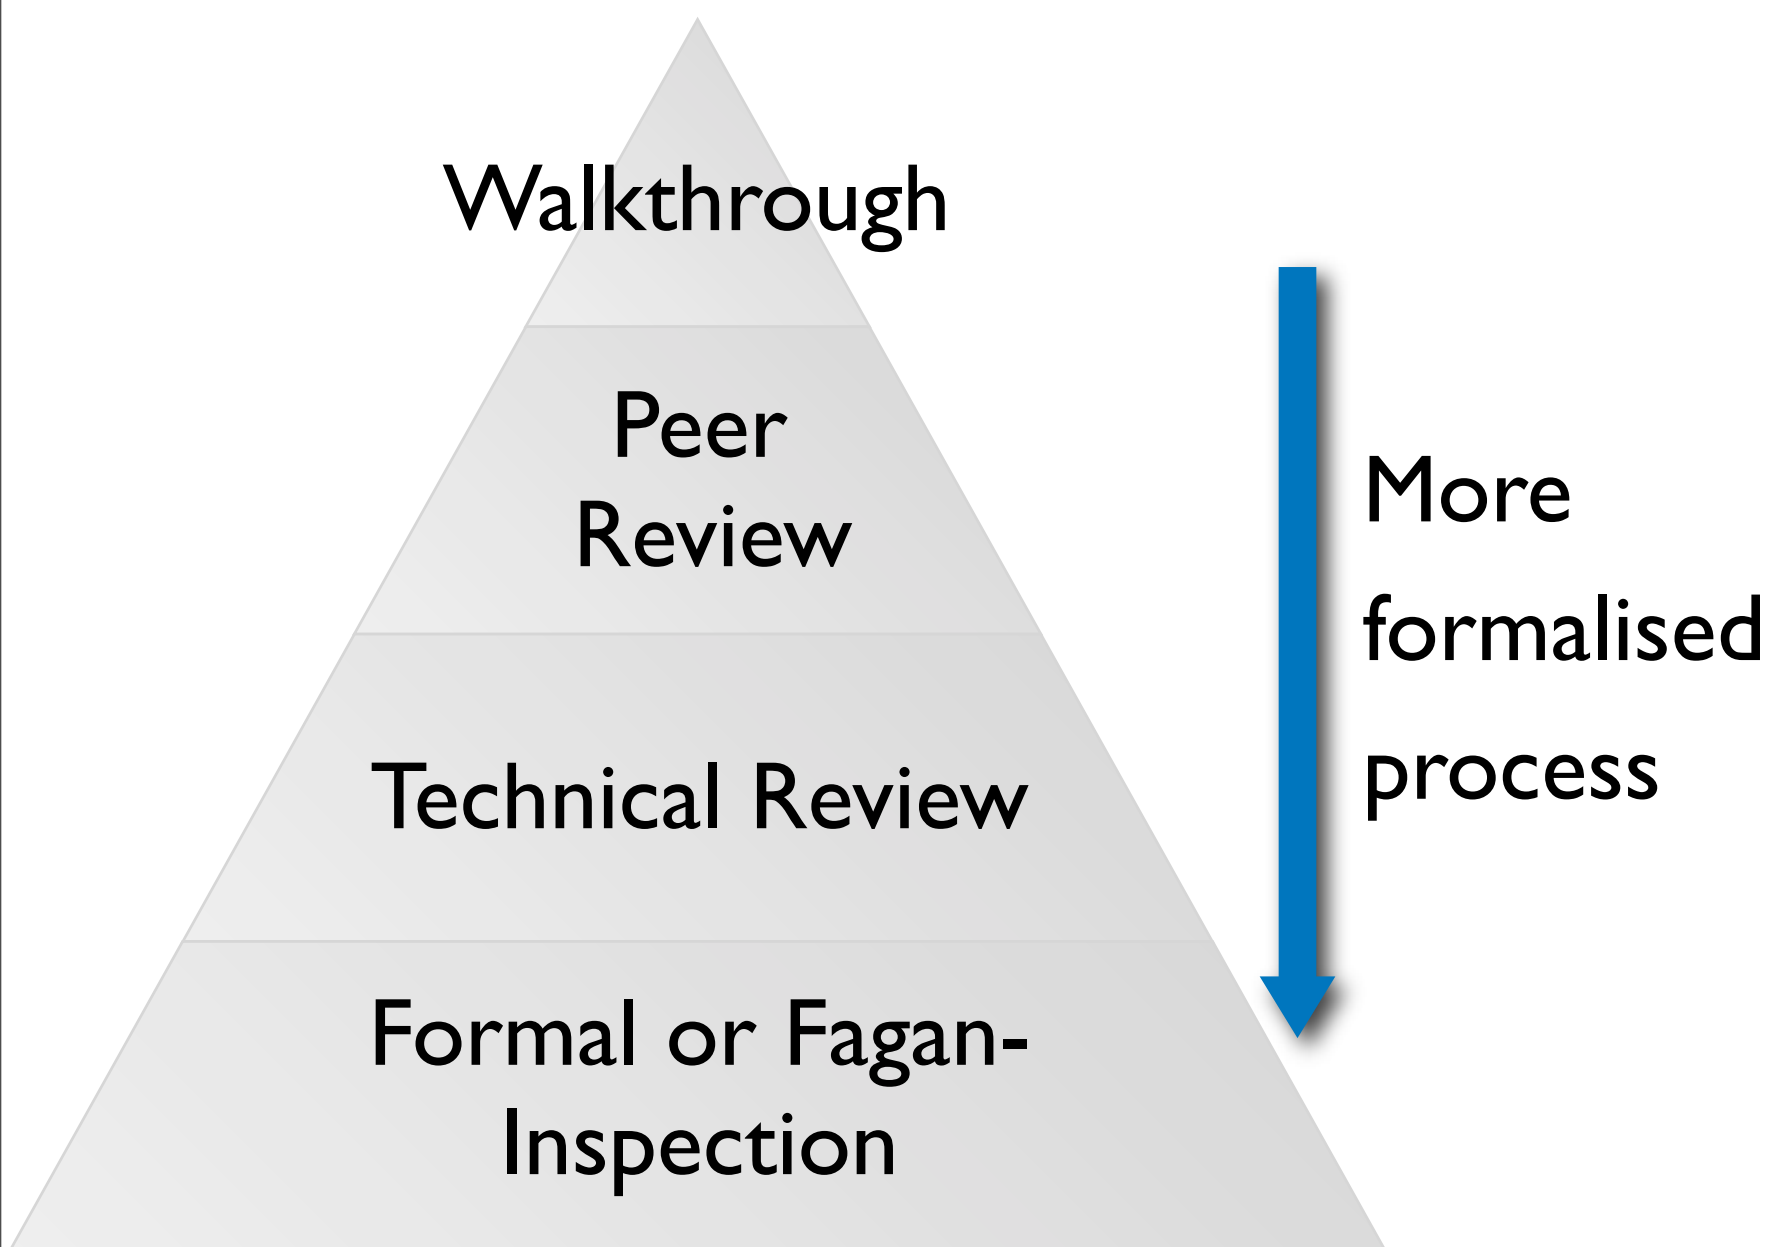 Walkthrough
Peer
Review
Technical Review
Formal or Fagan-
Inspection
More
formalised
process